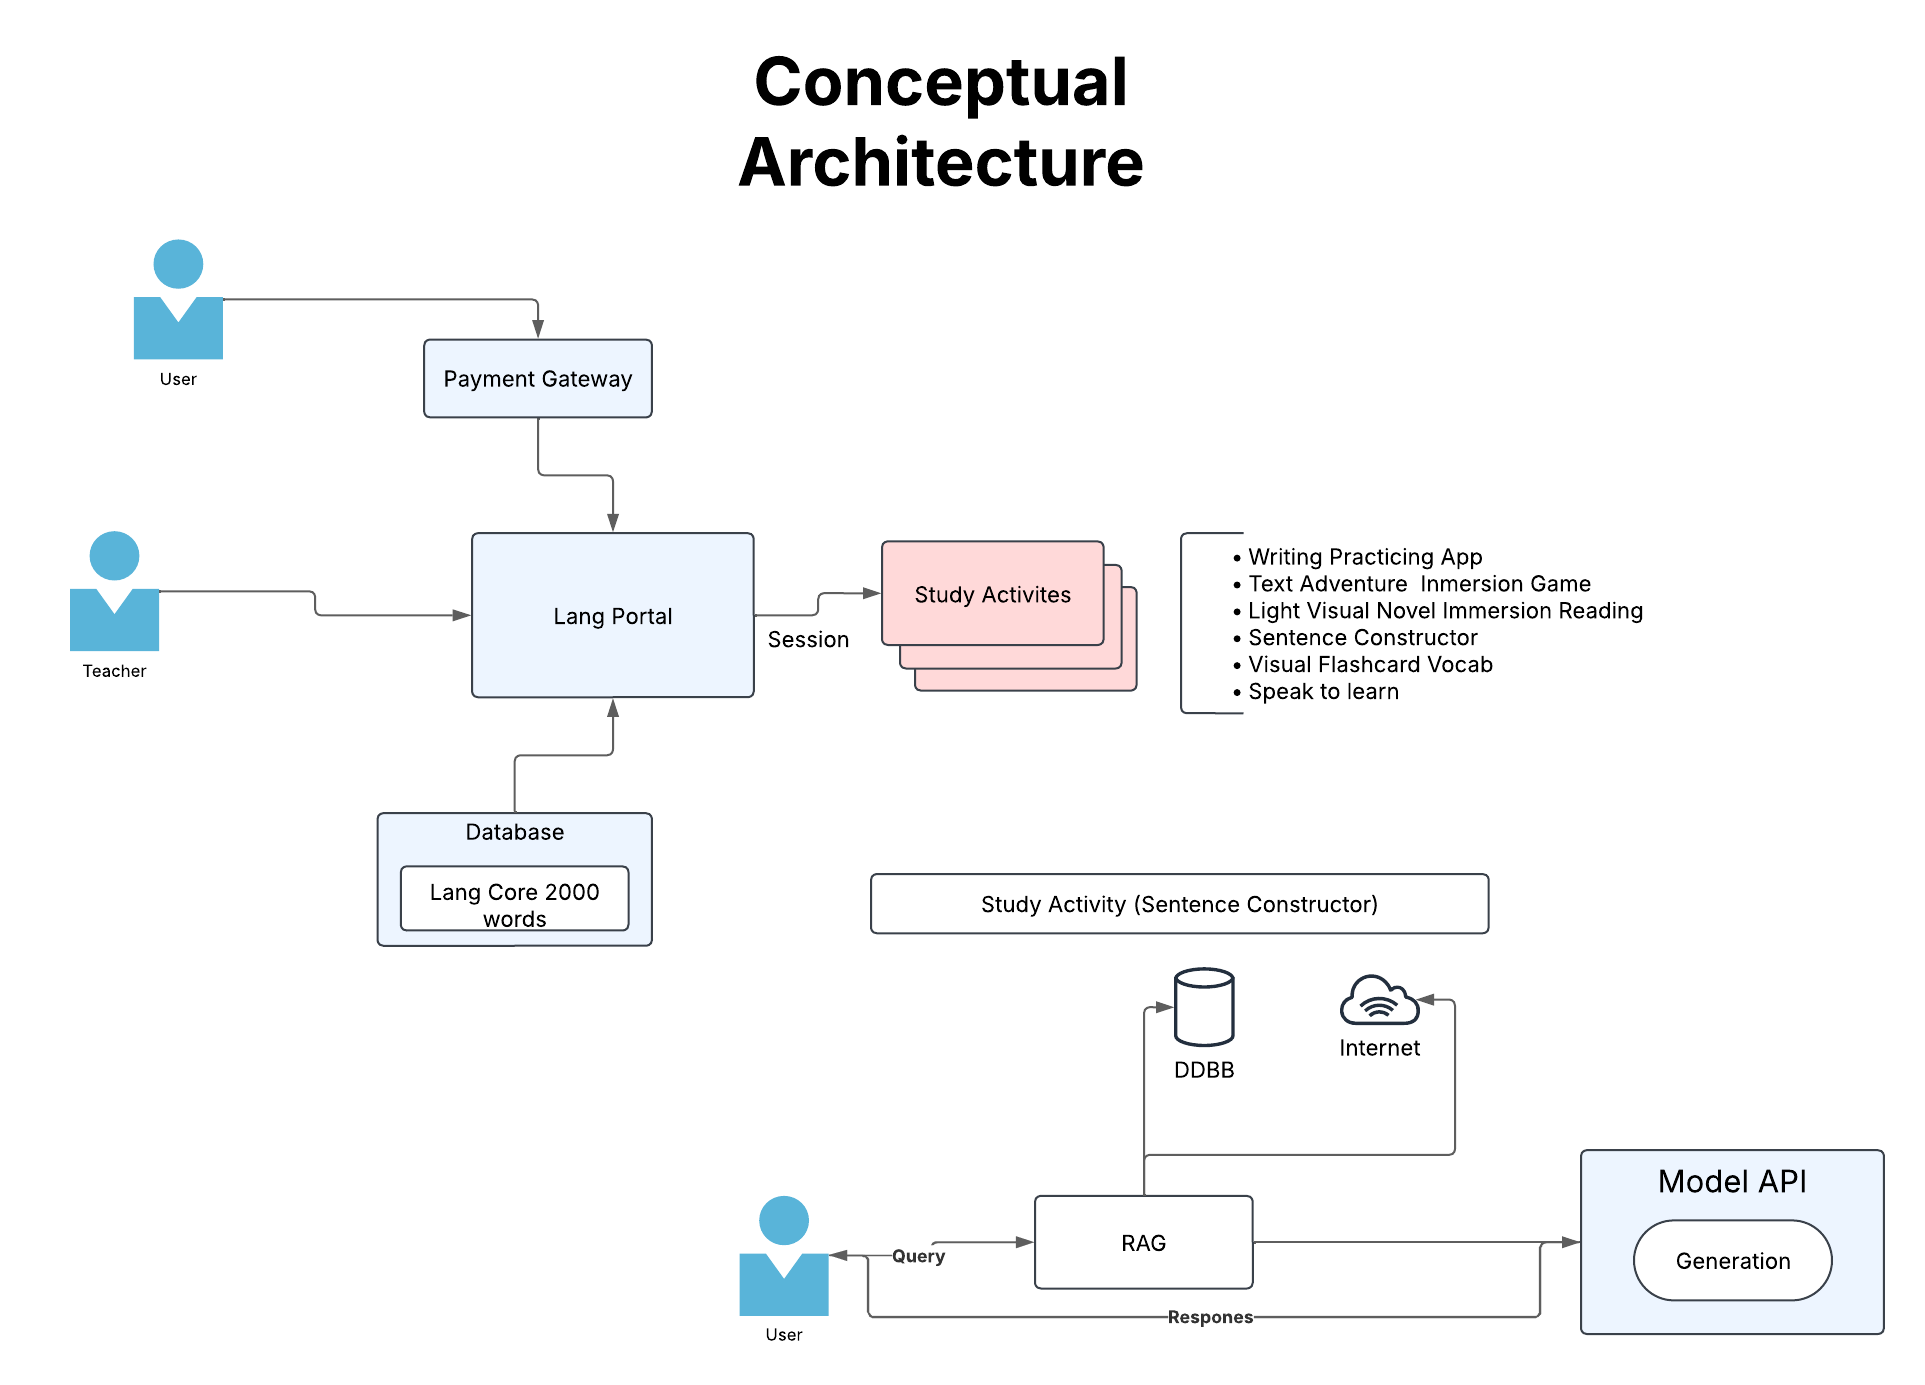 Conceptual
Architecture
User
Payment Gateway
Teacher
Lang Portal
Session
Study Activites
• Writing Practicing App
• Text Adventure  Inmersion Game
• Light Visual Novel Immersion Reading
• Sentence Constructor
• Visual Flashcard Vocab
• Speak to learn
Database
Lang Core 2000
words
Study Activity (Sentence Constructor)
DDBB
Internet
User
Query
RAG
Respones
Model API
Generation